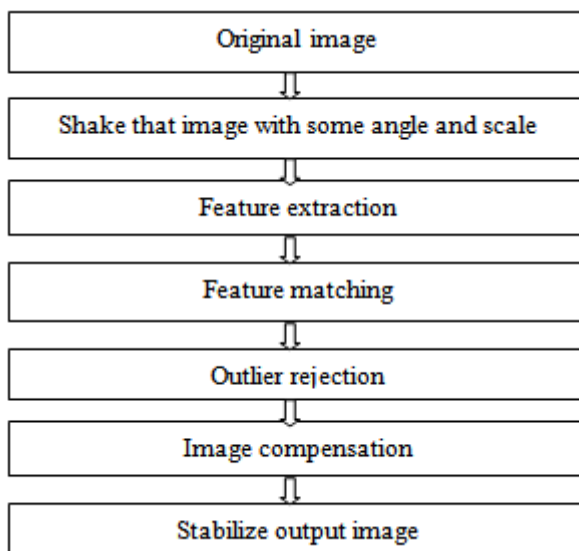 Original image
Shake that image with some angle and scale
Feature extraction
Feature matching
Outlier rejection
Image compensation
Stabilize output image